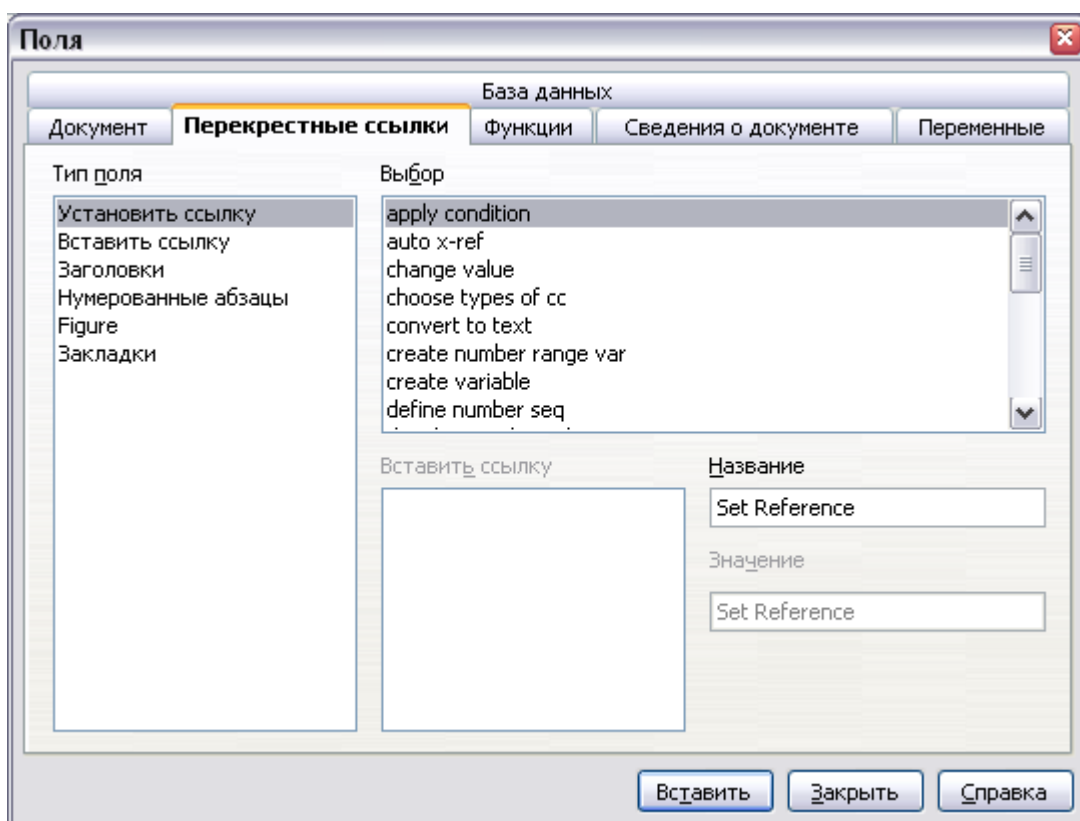 Поля
База данных
Документ Перекрестные ссылки Функции Сведения о документе Переменные
Тип поля
Установить ссылку
Вставить ссылку
Заголовки
Нумерованные абзацы
Figure
Закладки
Выбор
apply condition
auto x-ref
change value
choose types of cc
convert to text
create number range var
create variable
define number seq
Вставить ссылку
Название
Set Reference
Значение
Set Reference
Вставить Закрыть Справка